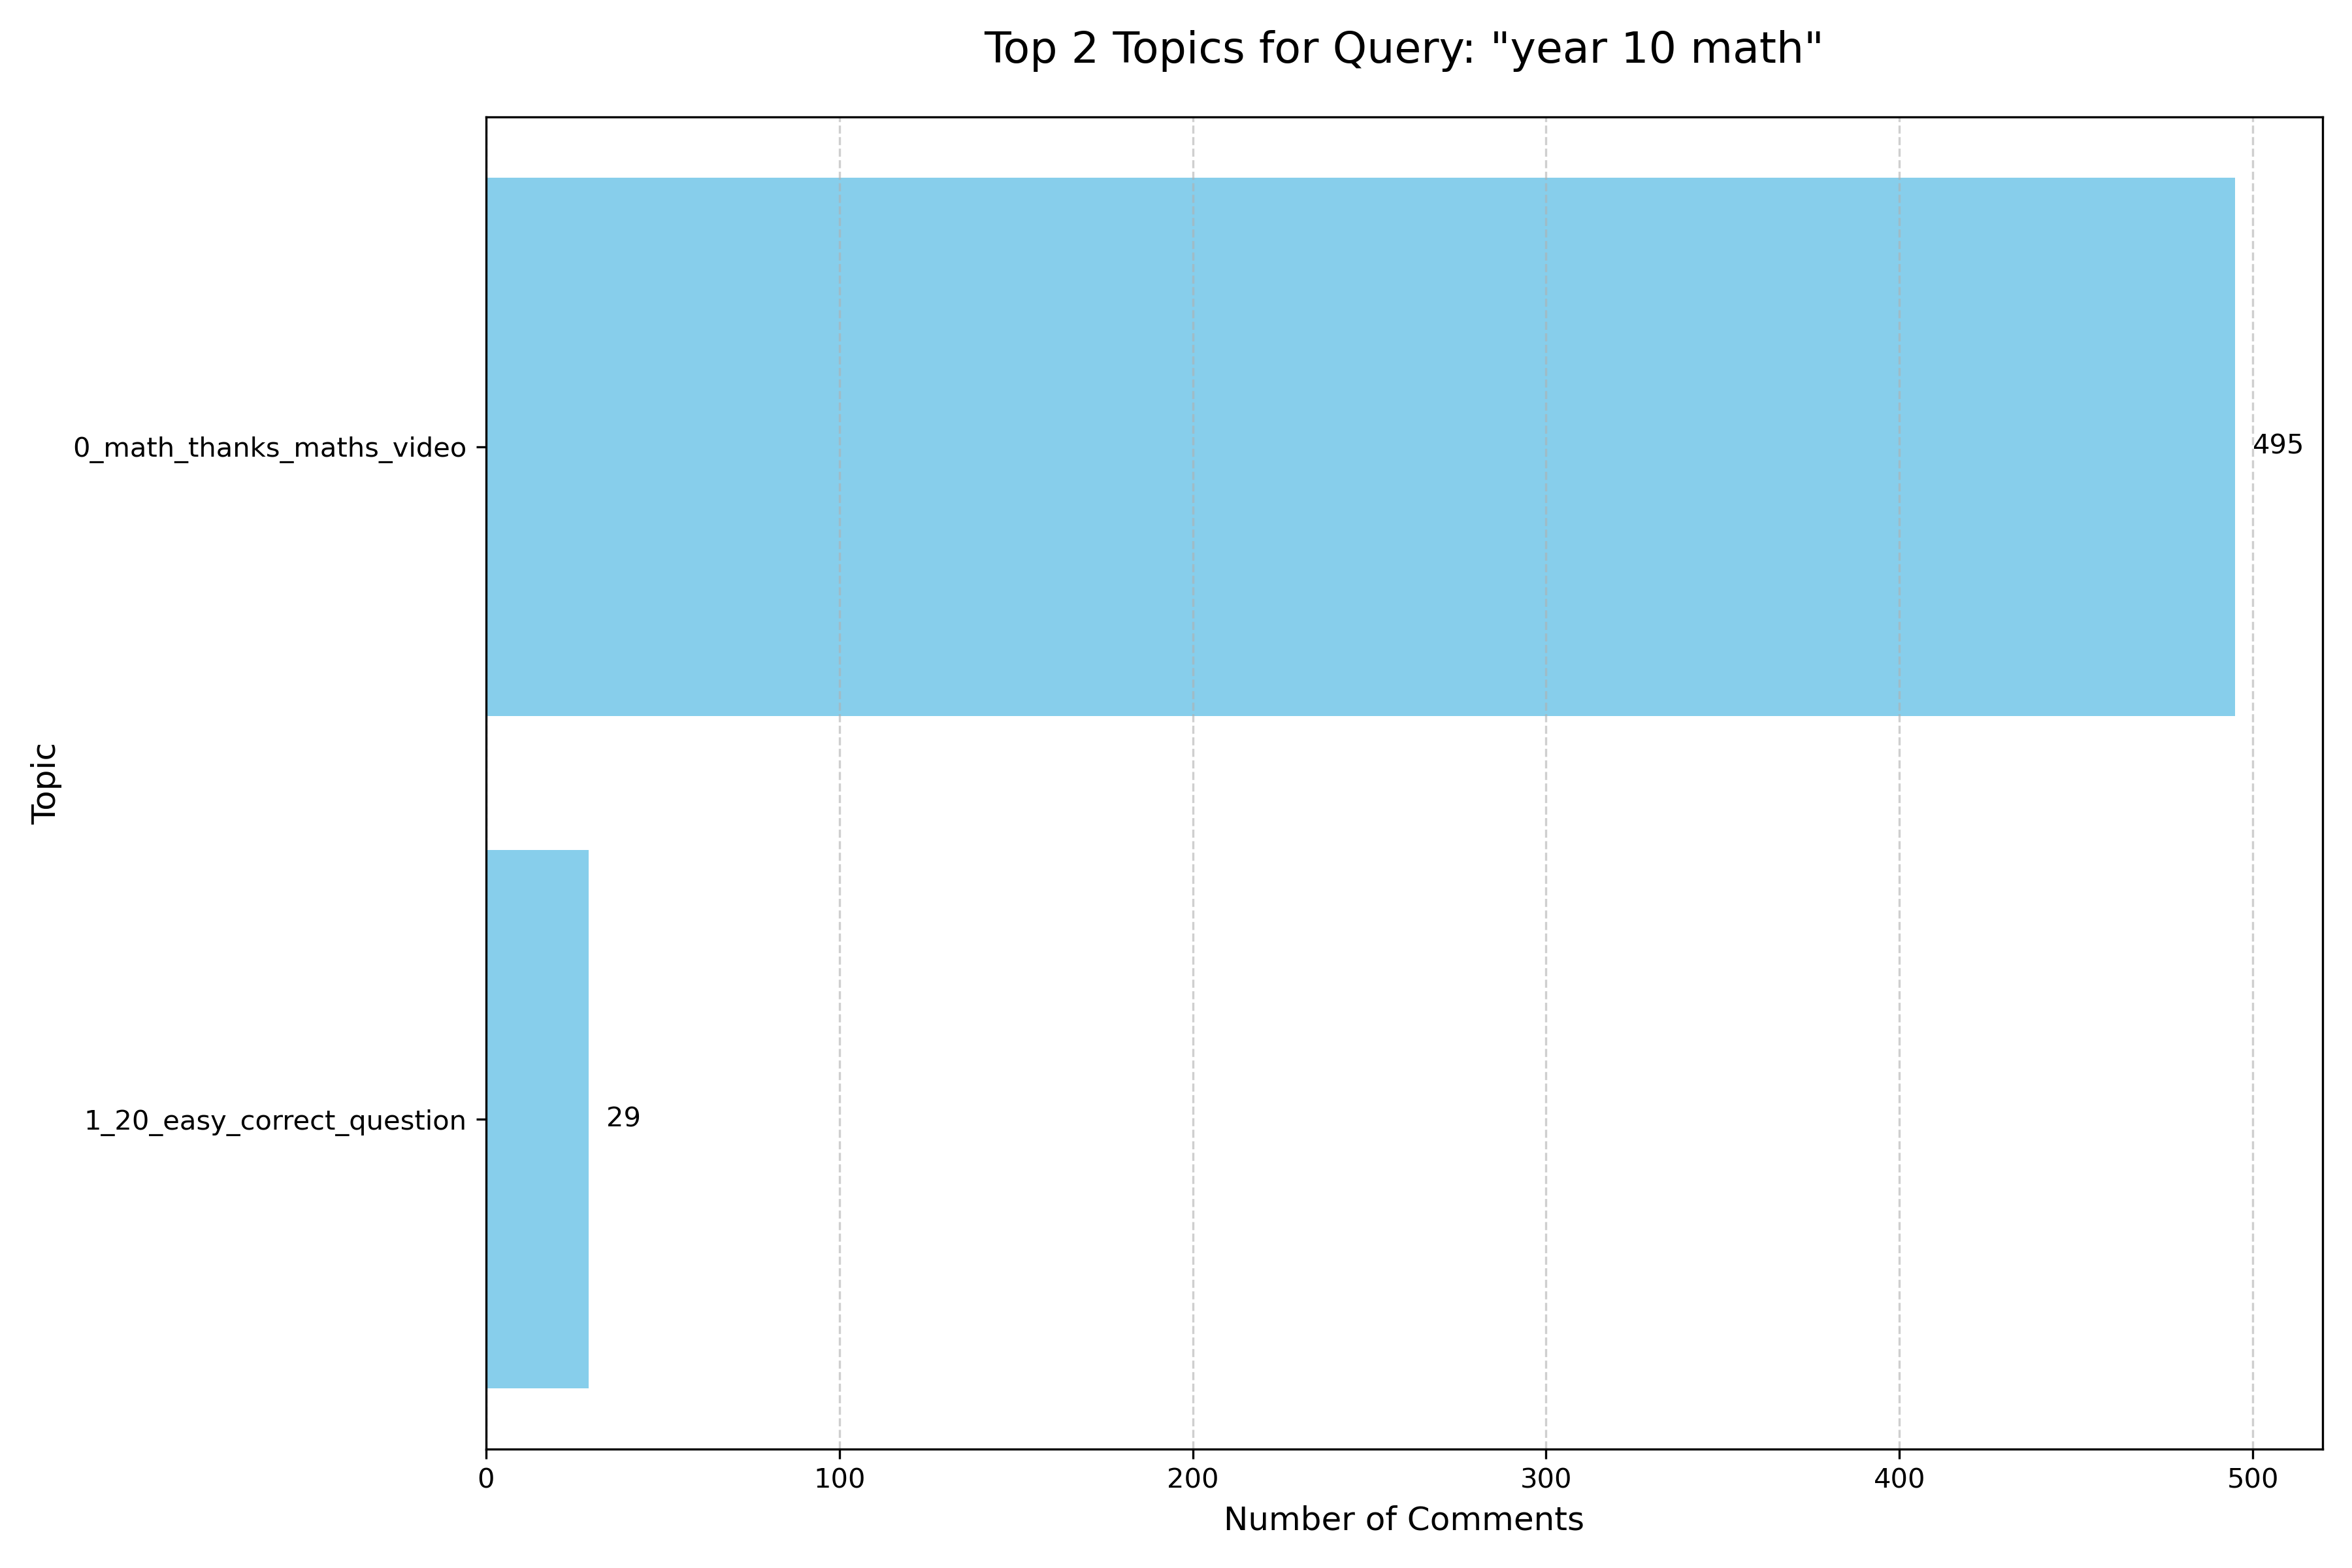 Top 2 Topics for Query: "year 10 math"
0_math_thanks_maths_video
495
Topic
1_20_easy_correct_question
29
0 100 200 300 400 500
Number of Comments